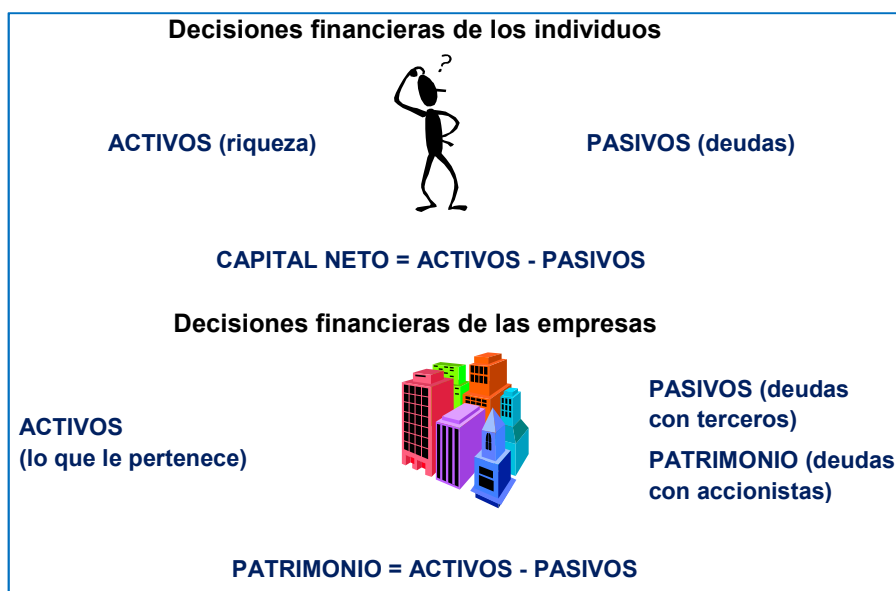 Decisiones financieras de los individuos
?
ACTIVOS (riqueza)
PASIVOS (deudas)
CAPITAL NETO = ACTIVOS - PASIVOS
Decisiones financieras de las empresas
ACTIVOS
(lo que le pertenece)
PASIVOS (deudas
con terceros)
PATRIMONIO (deudas
con accionistas)
PATRIMONIO = ACTIVOS - PASIVOS